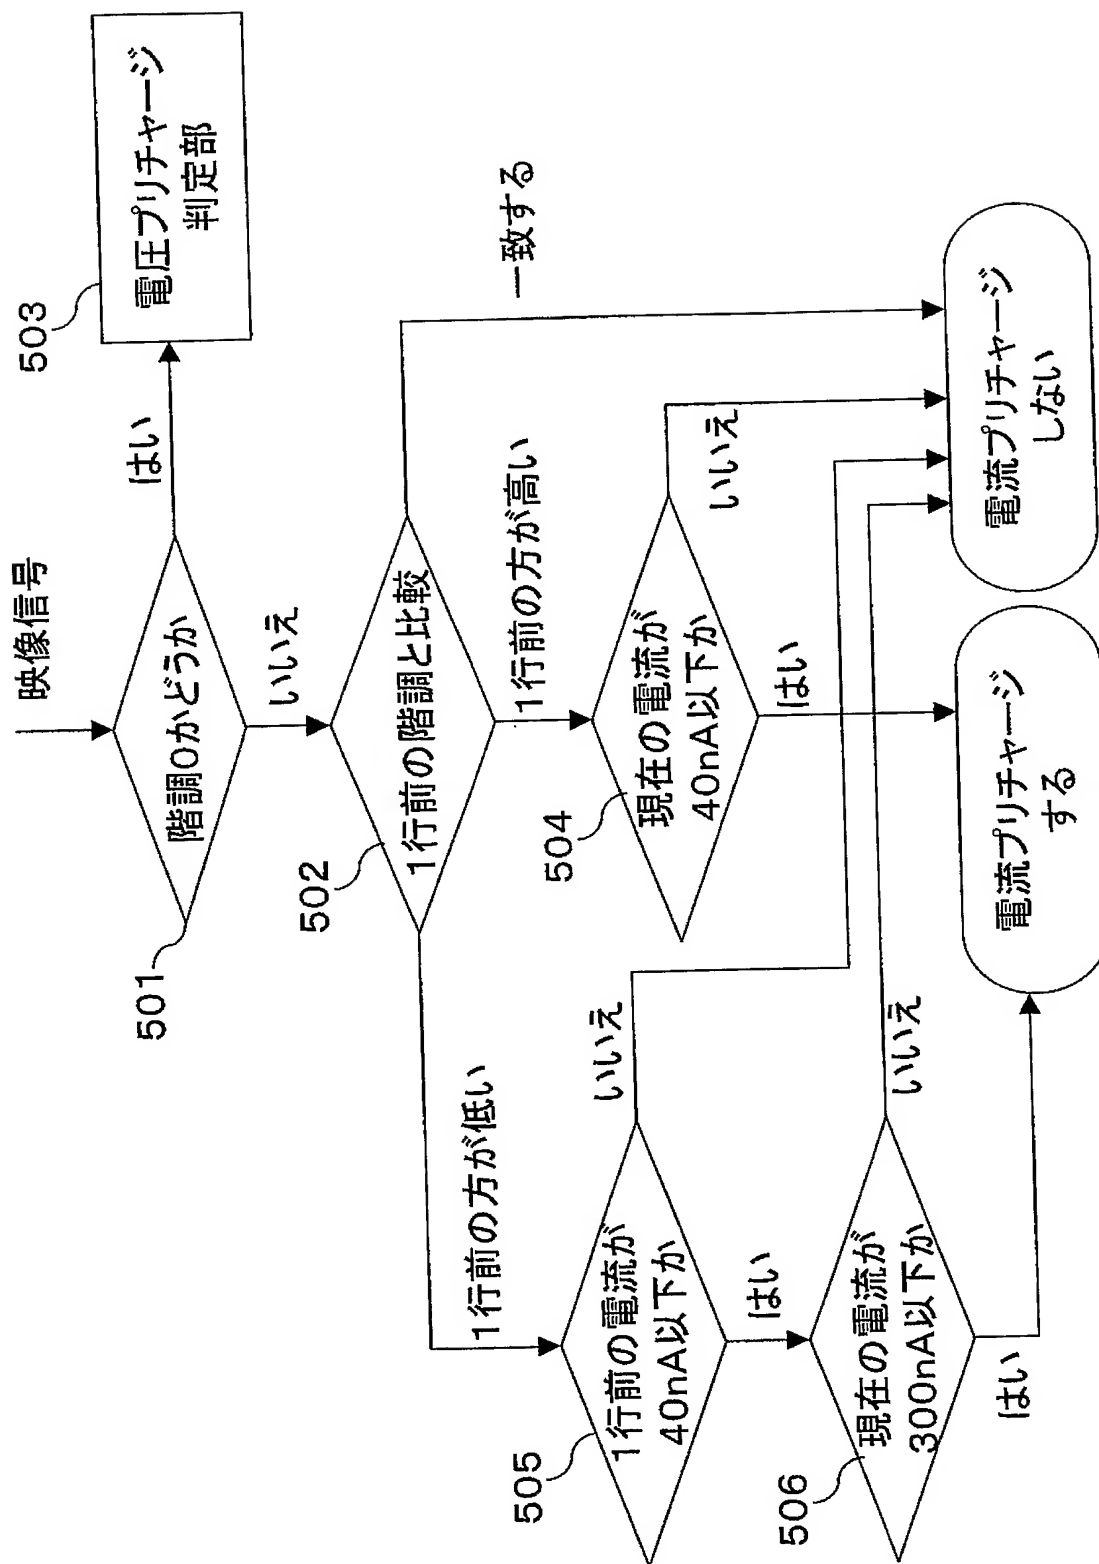 映像信号
501
階調0かどうか
はい
503
電圧プリチャージ
判定部
いいえ
502
1行前の階調と比較
一致する
1行前の方が高い
1行前の方が低い
504
現在の電流が
40nA以下か
いいえ
はい
505
1行前の電流が
40nA以下か
いいえ
はい
506
現在の電流が
300nA以下か
いいえ
はい
電流プリチャージ
する
電流プリチャージ
しない